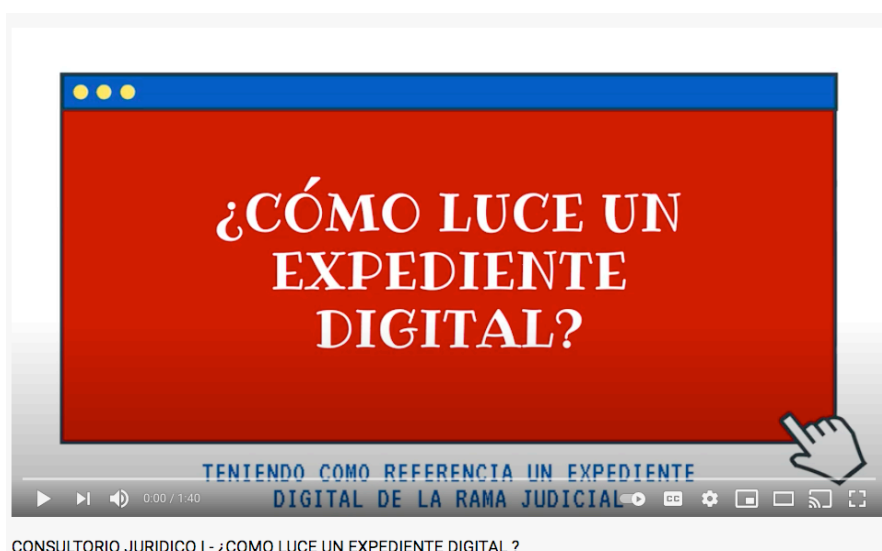 ¿CÓMO LUCE UN
EXPEDIENTE
DIGITAL?
TENIENDO COMO REFERENCIA UN EXPEDIENTE
DIGITAL DE LA RAMA JUDICIAL
0:00 / 1:40
CC
CONSULTORIO JURIDICO I - ¿COMO LUCE UN EXPEDIENTE DIGITAL ?